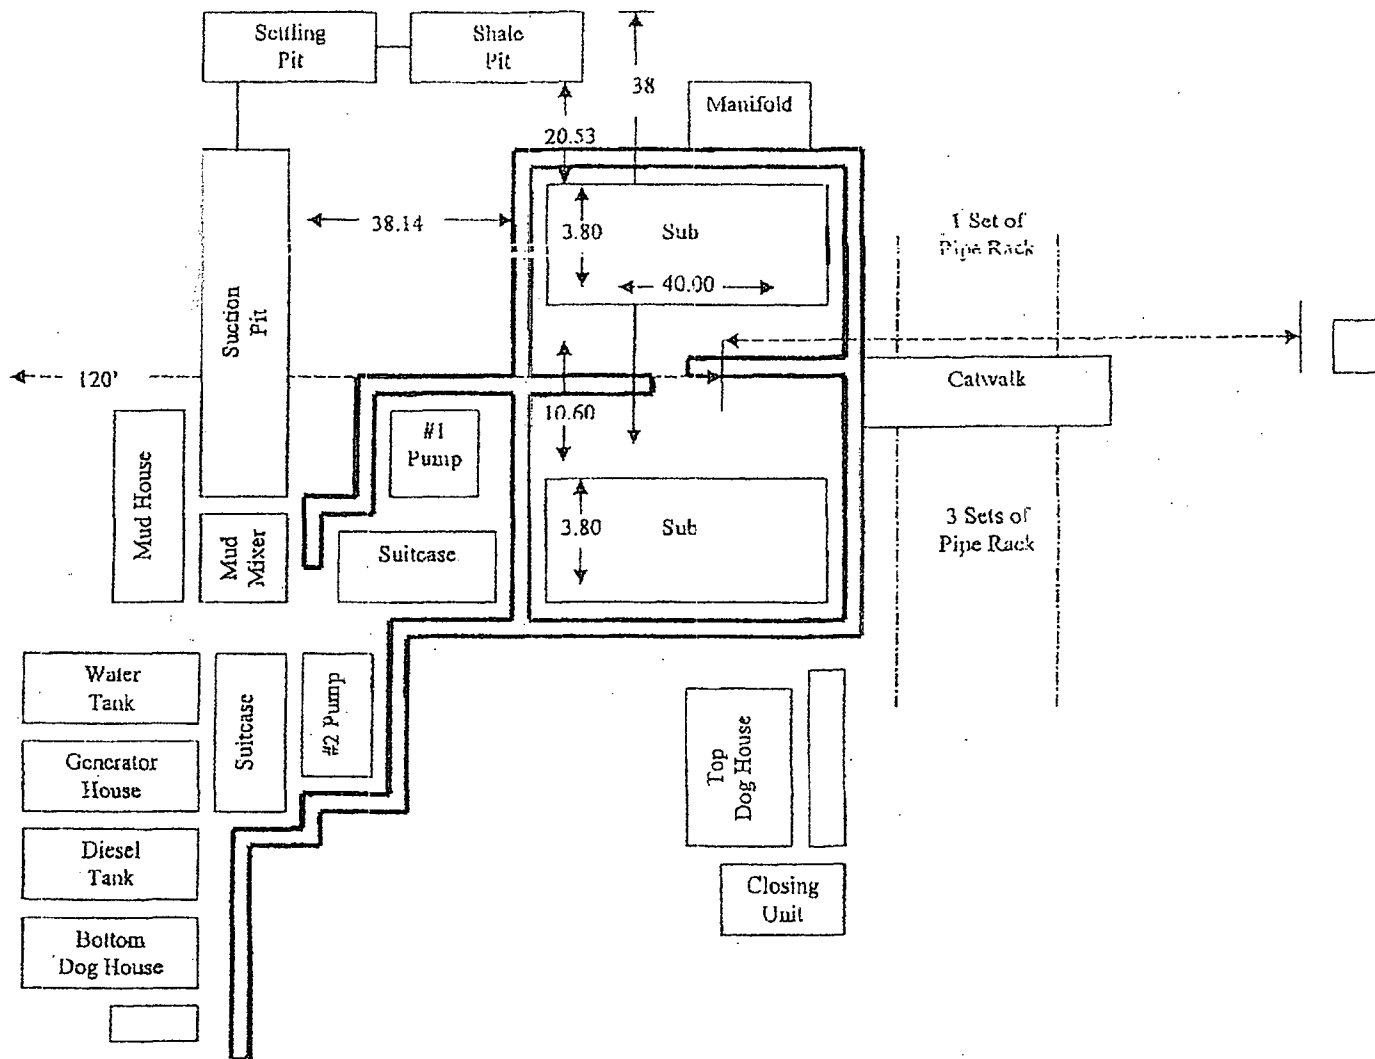 Settling
Pit
Shale
Pit
38
Manifold
20.53
38.14
3.80
Sub
40.00
1 Set of
Pipe Rack
Suction
Pit
120'
Catwalk
10.60
#1
Pump
Mud House
Mud
Mixer
Suitcase
3.80
Sub
3 Sets of
Pipe Rack
Water
Tank
Suitcase
#2 Pump
Generator
House
Top
Dog House
Diesel
Tank
Closing
Unit
Bottom
Dog House